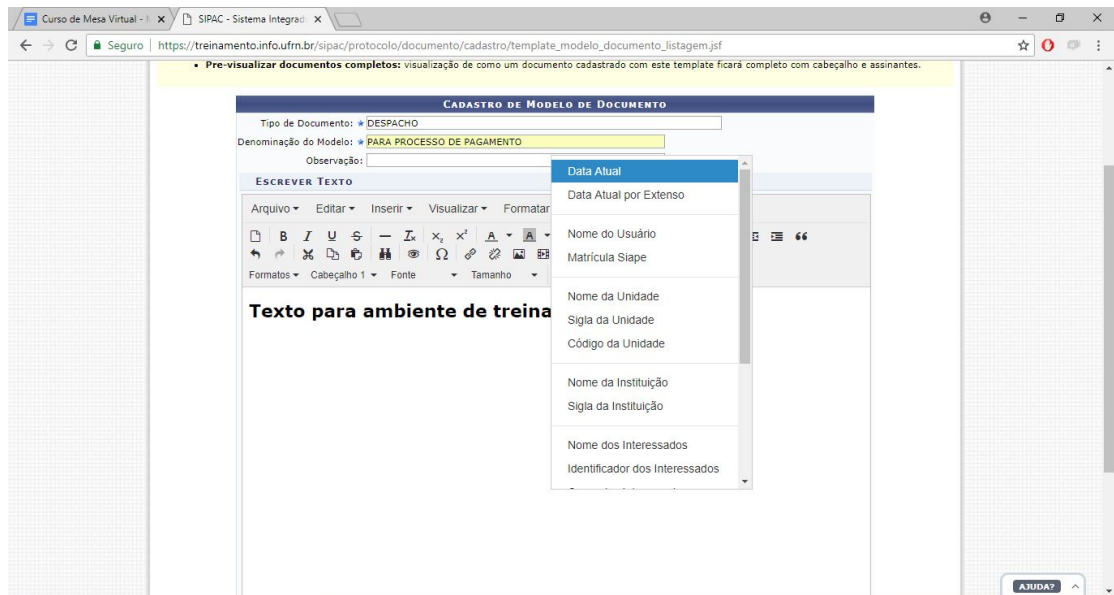 Curso de Mesa Virtual -
SIPAC - Sistema Integrad
Seguro
https://treinamento.info.ufrn.br/sipac/protocolo/documento/cadastro/template_modelo_documento_listagem.jsf
• Pre-visualizar documentos completos: visualização de como um documento cadastrado com este template ficará completo com cabeçalho e assinantes.
CADASTRO DE MODELO DE DOCUMENTO
Tipo de Documento: DESPACHO
Denominação do Modelo: PARA PROCESSO DE PAGAMENTO
Observação:
ESCREVER TEXTO
Arquivo Editar Inserir Visualizar Formatar
Formatos Cabeçalho 1 Fonte Tamanho
Texto para ambiente de treina
Data Atual
Data Atual por Extenso
Nome do Usuário
Matrícula Siape
Nome da Unidade
Sigla da Unidade
Código da Unidade
Nome da Instituição
Sigla da Instituição
Nome dos Interessados
Identificador dos Interessados
AJUDA?